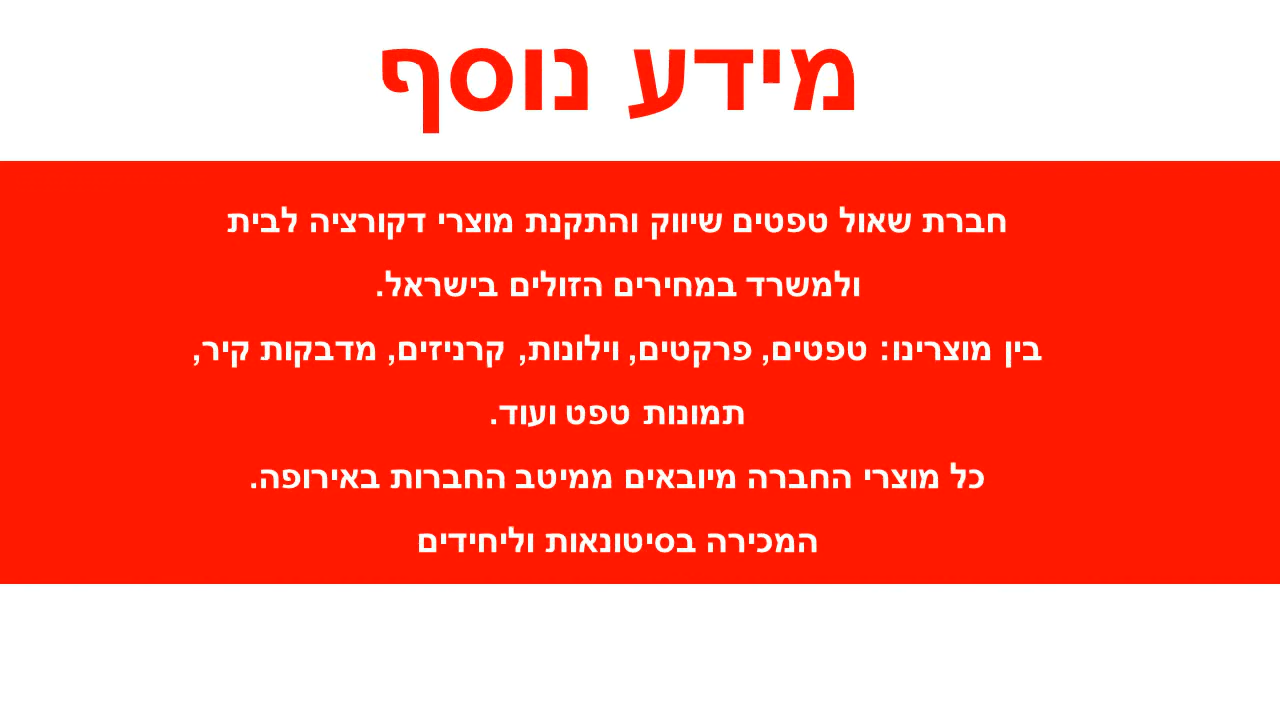 מידע נוסף
חברת שאול טפטים שיווק והתקנת מוצרי דקורציה לבית
ולמשרד במחירים הזולים בישראל.
בין מוצרינו: טפטים, פרקטים, וילונות, קרניזים, מדבקות קיר,
תמונות טפט ועוד.
כל מוצרי החברה מיובאים ממיטב החברות באירופה.
המכירה בסיטונאות וליחידים